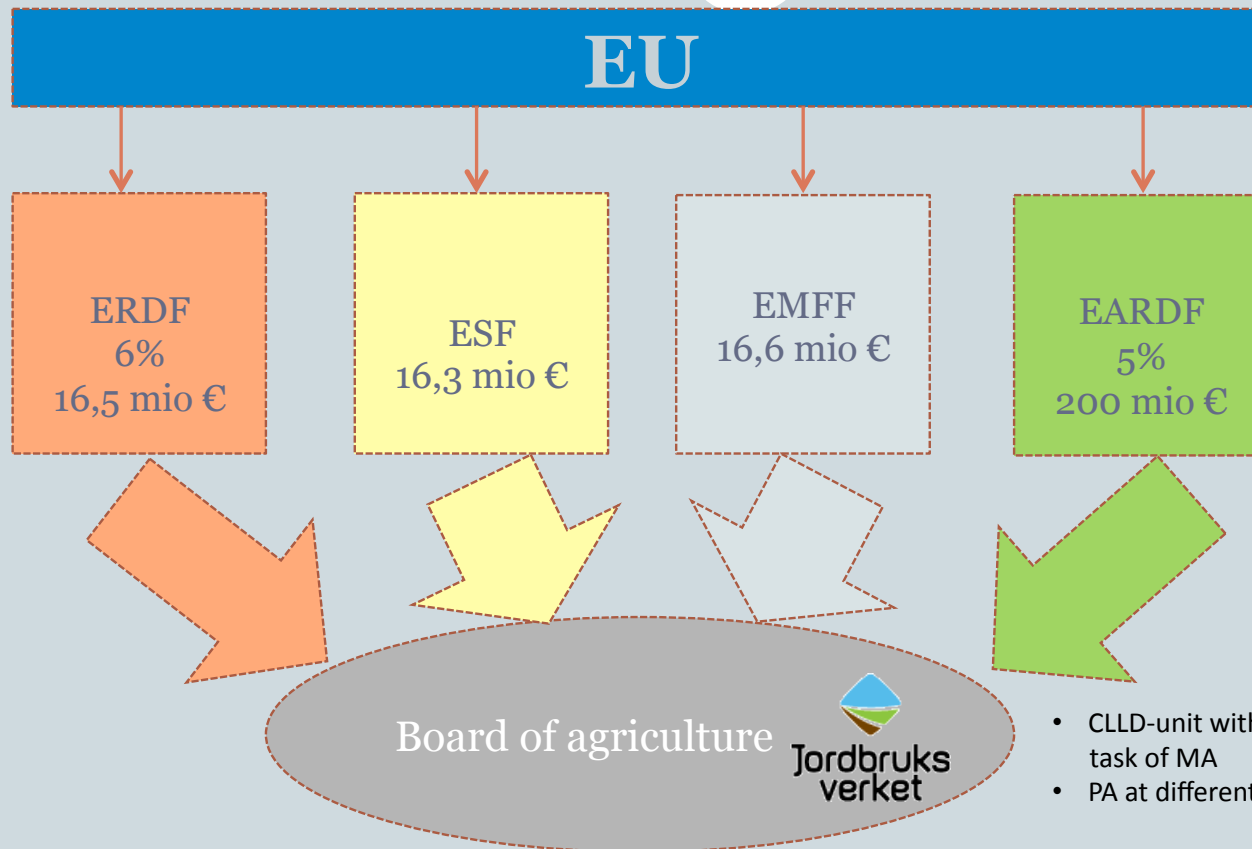 EU
ERDF
6%
16,5 mio €
ESF
16,3 mio €
EMFF
16,6 mio €
EARDF
5%
200 mio €
Board of agriculture
Jordbruks
verket
• CLLD-unit with
task of MA
• PA at different